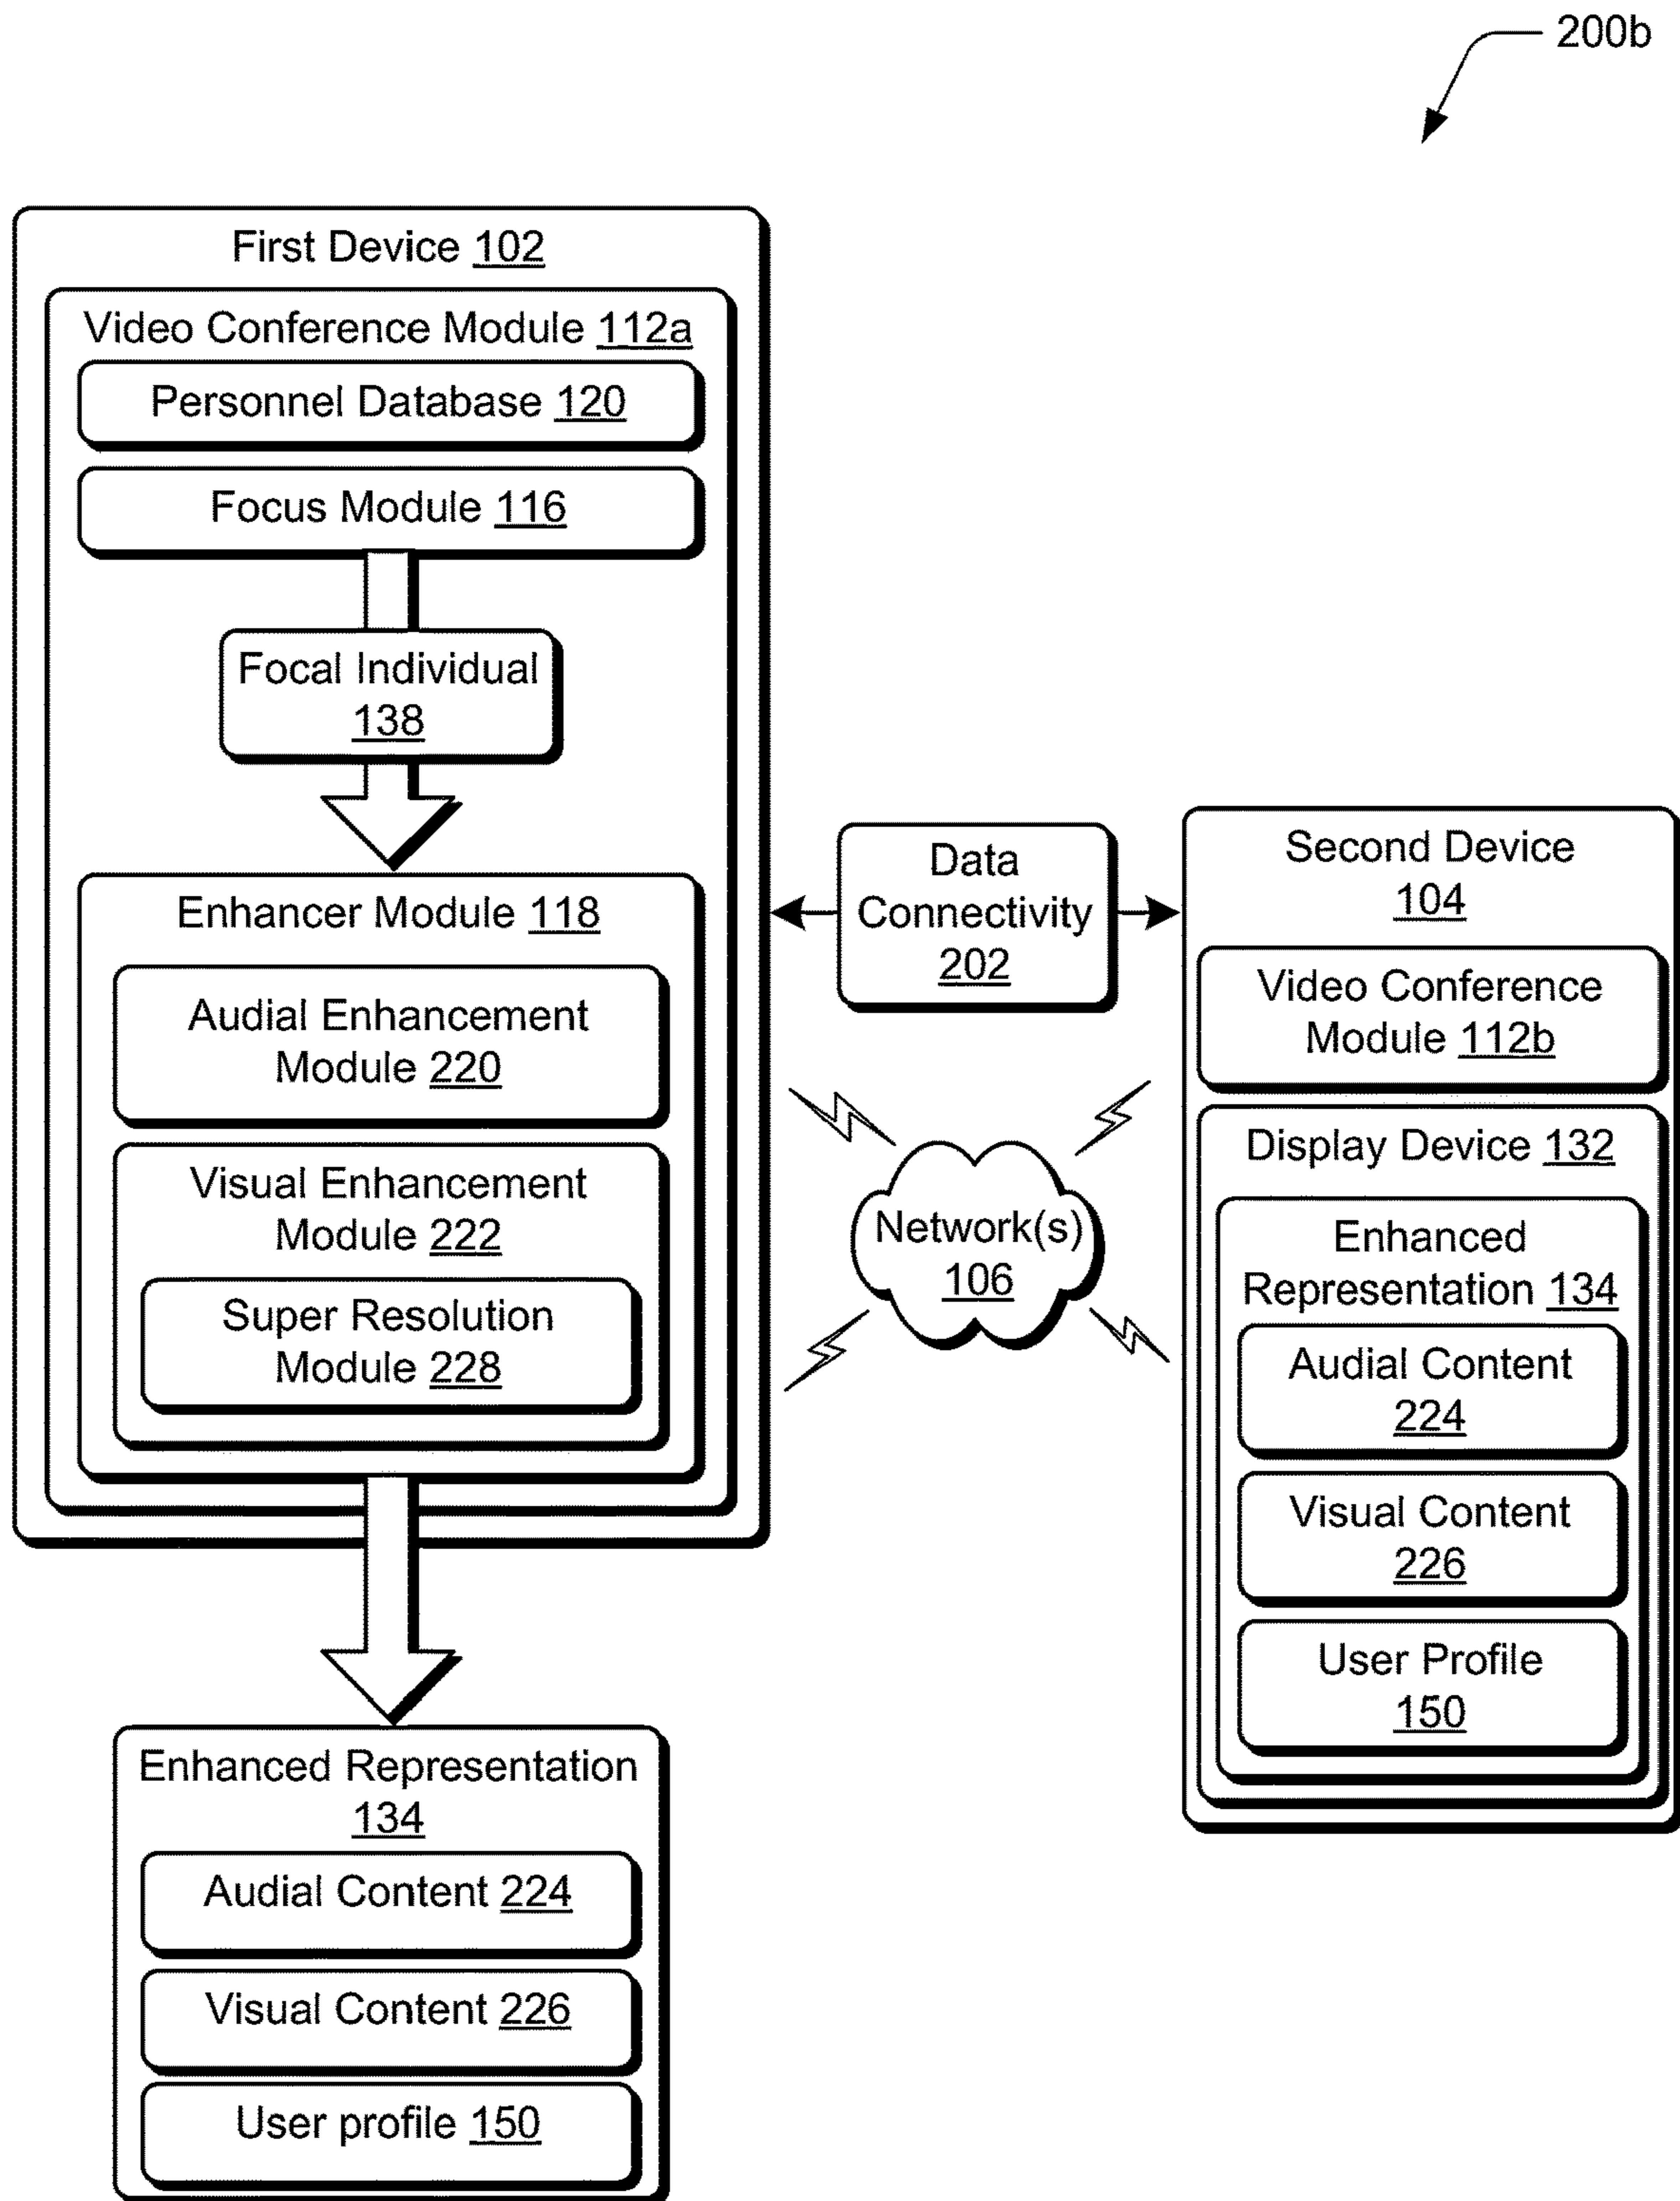 200b
First Device 102
Video Conference Module 112a
Personnel Database 120
Focus Module 116
Focal Individual
138
Enhancer Module 118
Audial Enhancement
Module 220
Visual Enhancement
Module 222
Super Resolution
Module 228
Enhanced Representation
134
Audial Content 224
Visual Content 226
User profile 150
Data
Connectivity
202
Network(s)
106
Second Device
104
Video Conference
Module 112b
Display Device 132
Enhanced
Representation 134
Audial Content
224
Visual Content
226
User Profile
150